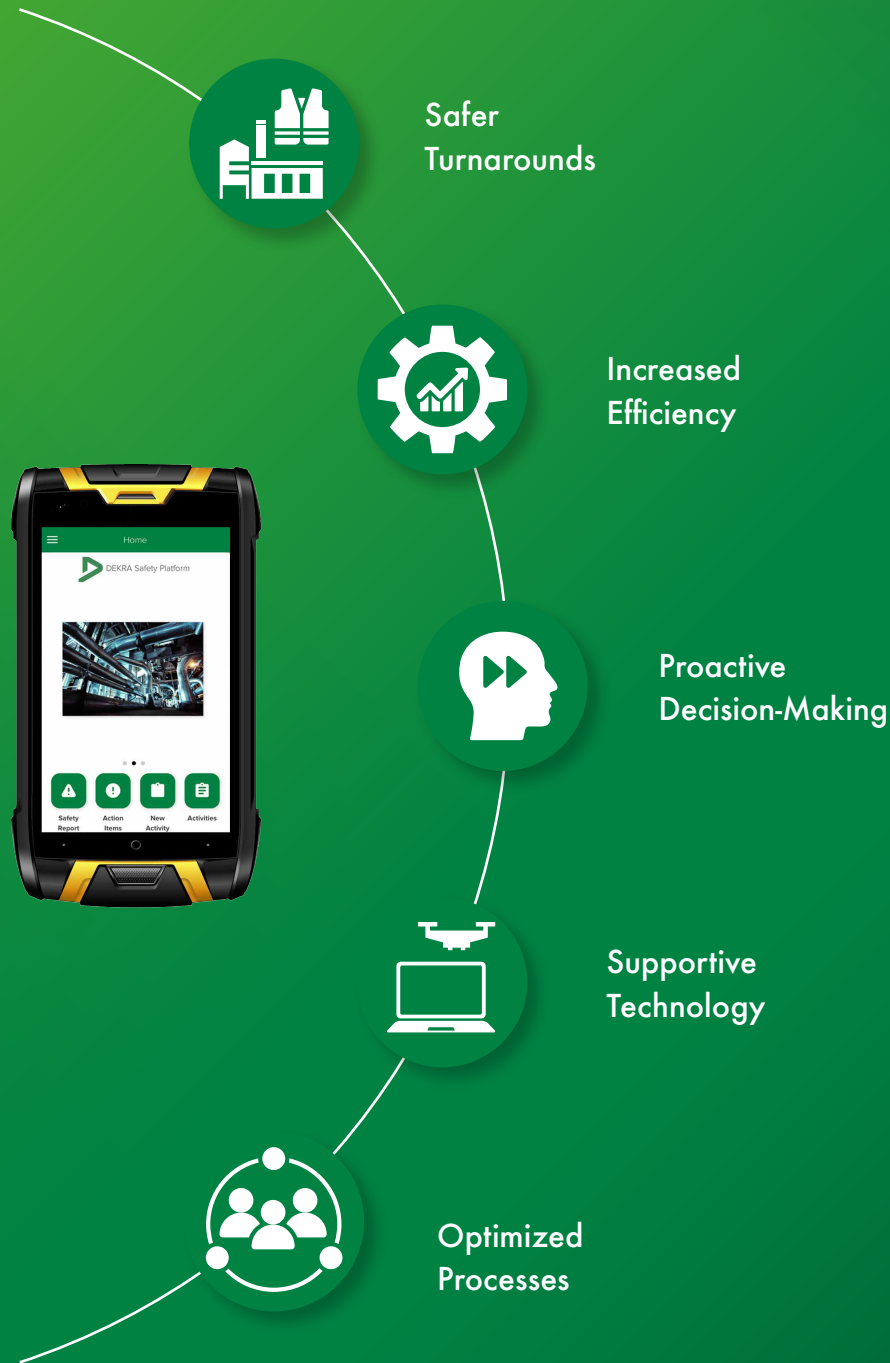 Safer
Turnarounds
Increased
Efficiency
Home
DEKRA Safety Platform
Proactive
Decision-Making
Safety
Report
Action
Items
New
Activity
Activities
Supportive
Technology
Optimized
Processes